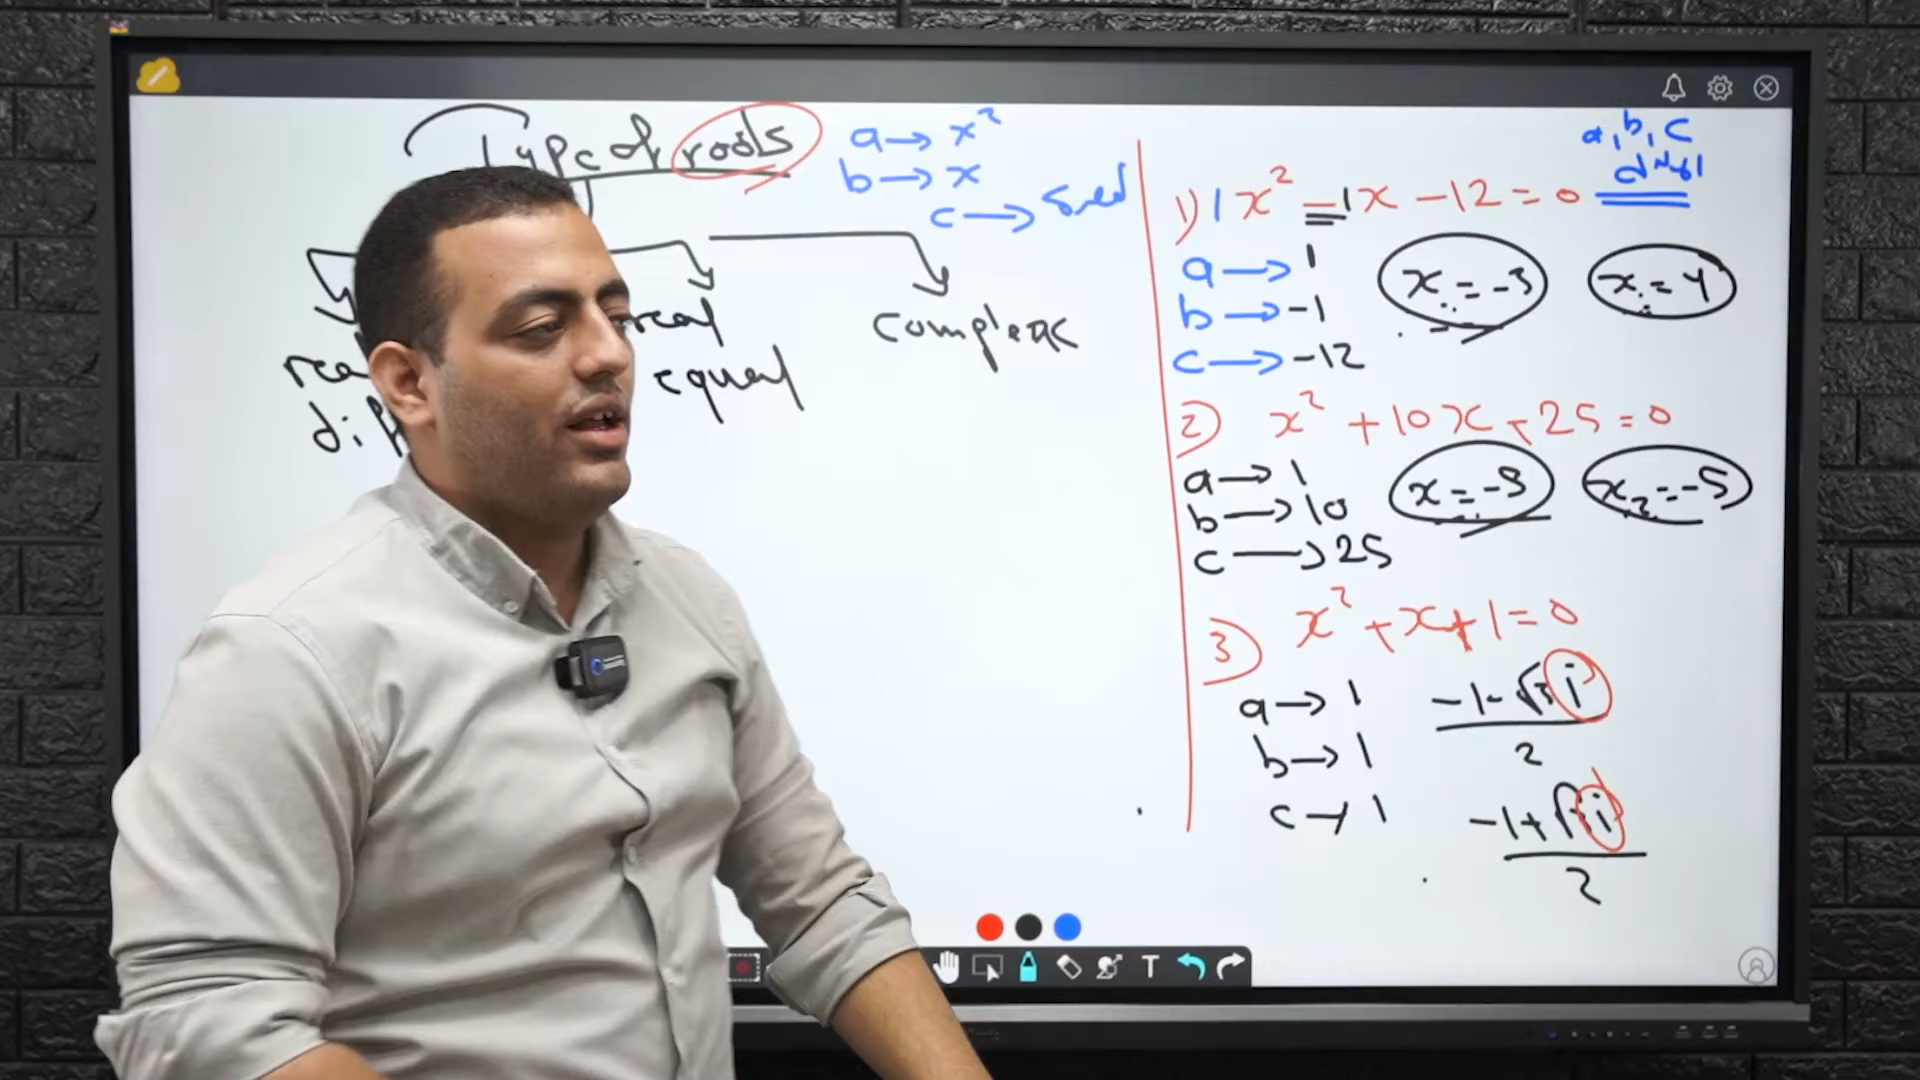 Type of roots
a → x²
b → x
real
equal
complex
a, b, c
1) 1x² -1x -12 = 0
a → 1
b → -1
c → -12
x = -3
x = 4
2) x² +10x +25 = 0
a → 1
b → 10
c → 25
x = -5
x₂ = -5
3) x² + x + 1 = 0
a → 1
b → 1
c → 1
-1-√3 i
2
-1+√3 i
2
T